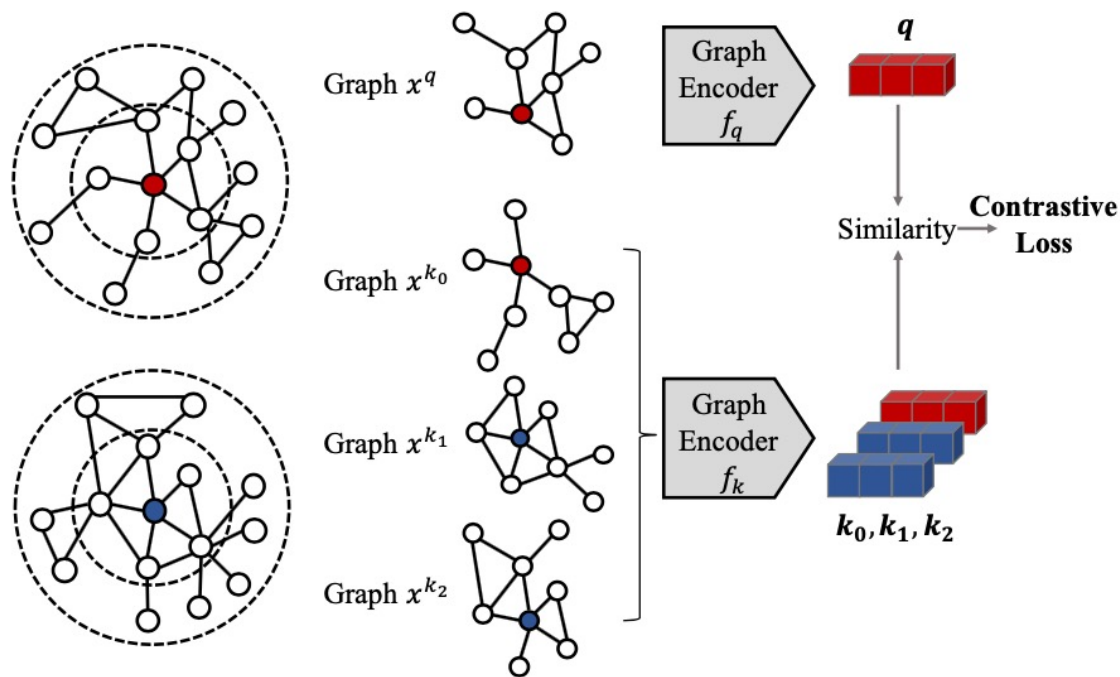 Graph x^q
Graph x^{k_0}
Graph x^{k_1}
Graph x^{k_2}
Graph
Encoder
f_q
Graph
Encoder
f_k
q
Similarity
Contrastive
Loss
k_0, k_1, k_2